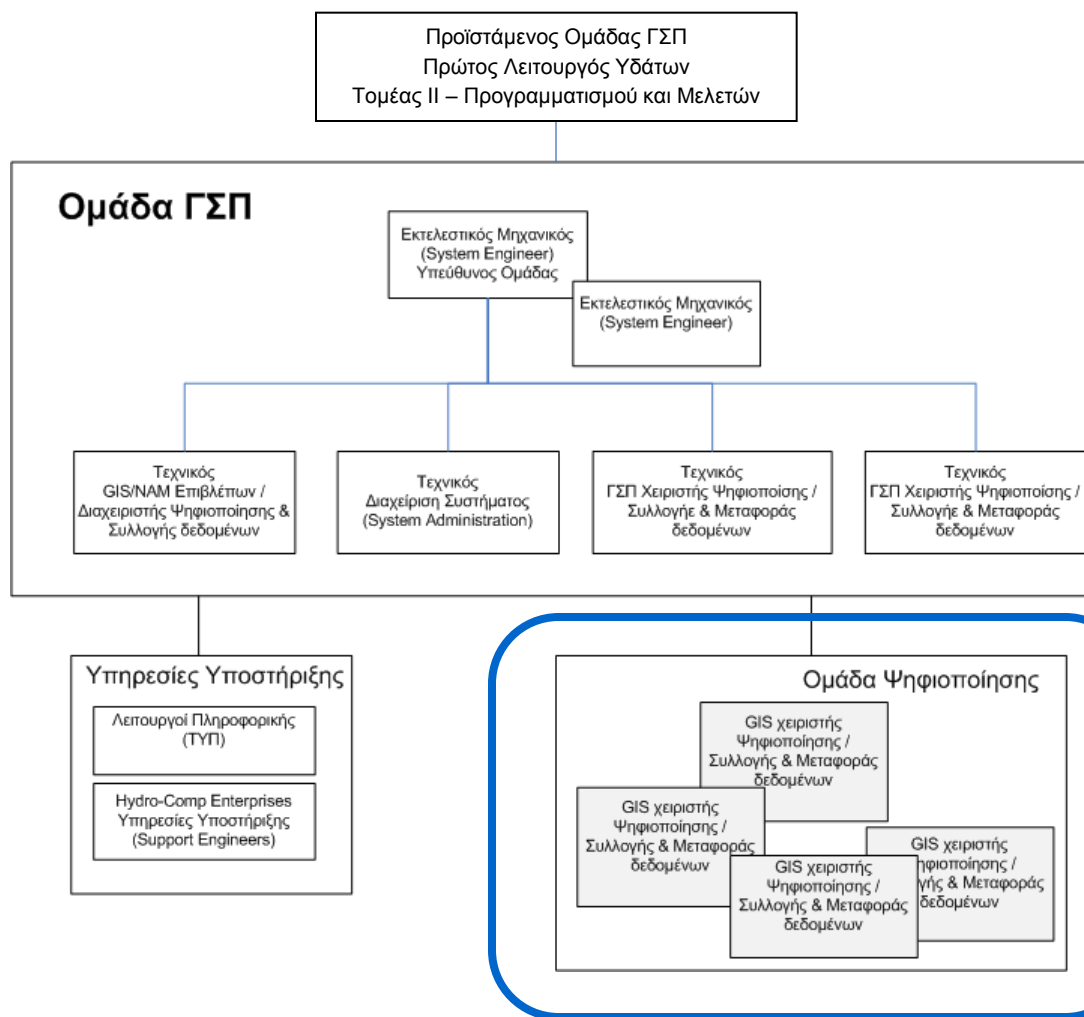 Προϊστάμενος Ομάδας ΓΣΠ
Πρώτος Λειτουργός Υδάτων
Τομέας ΙΙ – Προγραμματισμού και Μελετών
Ομάδα ΓΣΠ
Εκτελεστικός Μηχανικός
(System Engineer)
Υπεύθυνος Ομάδας
Εκτελεστικός Μηχανικός
(System Engineer)
Τεχνικός
GIS/NAM Επιβλέπων /
Διαχειριστής Ψηφιοποίησης &
Συλλογής δεδομένων
Τεχνικός
Διαχείριση Συστήματος
(System Administration)
Τεχνικός
ΓΣΠ Χειριστής Ψηφιοποίσης /
Συλλογήε & Μεταφοράς
δεδομένων
Τεχνικός
ΓΣΠ Χειριστής Ψηφιοποίσης /
Συλλογήε & Μεταφοράς
δεδομένων
Υπηρεσίες Υποστήριξης
Λειτουργοί Πληροφορικής
(ΤΥΠ)
Hydro-Comp Enterprises
Υπηρεσίες Υποστήριξης
(Support Engineers)
Ομάδα Ψηφιοποίησης
GIS χειριστής
Ψηφιοποίησης /
Συλλογής & Μεταφοράς
δεδομένων
GIS χειριστής
Ψηφιοποίησης /
Συλλογής & Μεταφοράς
δεδομένων
GIS χειριστής
Ψηφιοποίησης /
Συλλογής & Μεταφοράς
δεδομένων
GIS χειριστής
/
& Μεταφοράς
δεδομένων